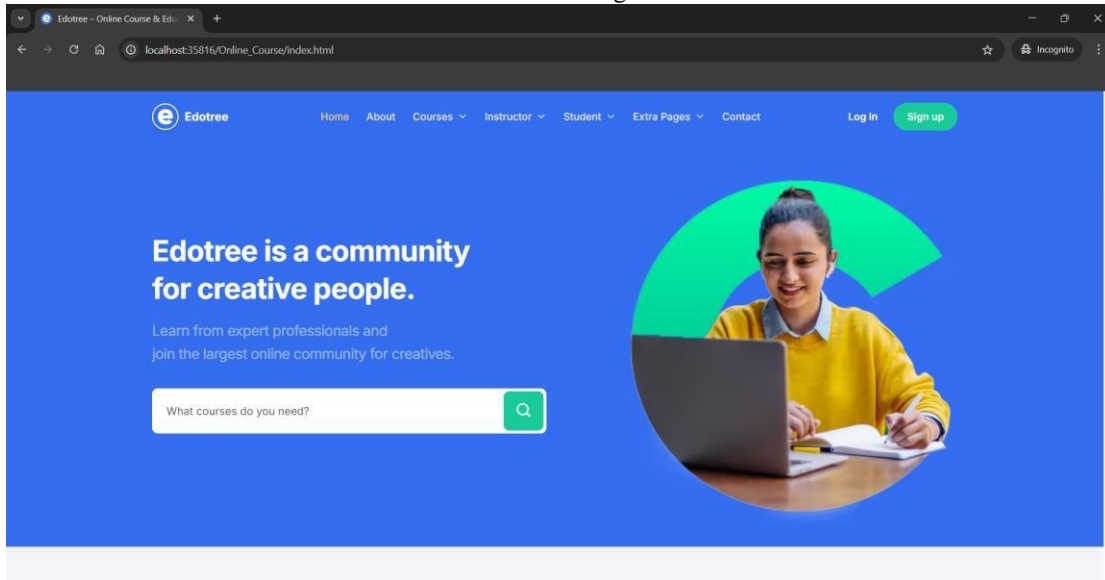 Edotree – Online Course & Edu
localhost:35816/Online_Course/index.html
Incognito
Edotree
Home About Courses Instructor Student Extra Pages Contact
Log In Sign up
Edotree is a community
for creative people.
Learn from expert professionals and
join the largest online community for creatives.
What courses do you need?